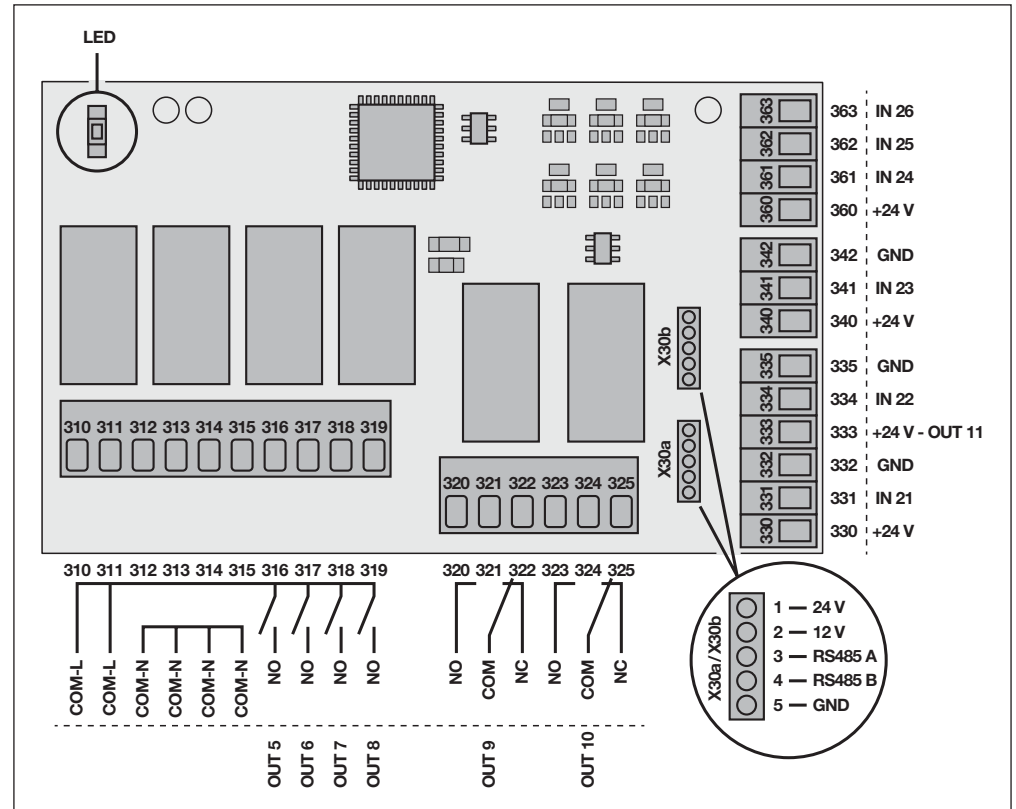 LED
363 363 IN 26
362 362 IN 25
361 361 IN 24
360 360 +24 V
342 342 GND
341 341 IN 23
340 340 +24 V
335 335 GND
334 334 IN 22
333 333 +24 V - OUT 11
332 332 GND
331 331 IN 21
330 330 +24 V
X30b
X30a
310 311 312 313 314 315 316 317 318 319
320 321 322 323 324 325
310 311 312 313 314 315 316 317 318 319
320 321 322 323 324 325
COM-L
COM-L
COM-N
COM-N
COM-N
COM-N
NO
NO
NO
NO
NO
COM
NC
NO
COM
NC
OUT 5
OUT 6
OUT 7
OUT 8
OUT 9
OUT 10
X30a/X30b
1 — 24 V
2 — 12 V
3 — RS485 A
4 — RS485 B
5 — GND